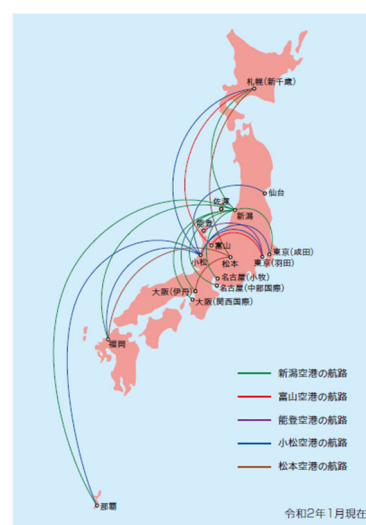 札幌(新千歳)
仙台
佐渡
新潟
能登
富山
小松
松本
東京(成田)
東京(羽田)
名古屋(小牧)
名古屋(中部国際)
大阪(伊丹)
大阪(関西国際)
福岡
那覇
新潟空港の航路
富山空港の航路
能登空港の航路
小松空港の航路
松本空港の航路
令和2年1月現在